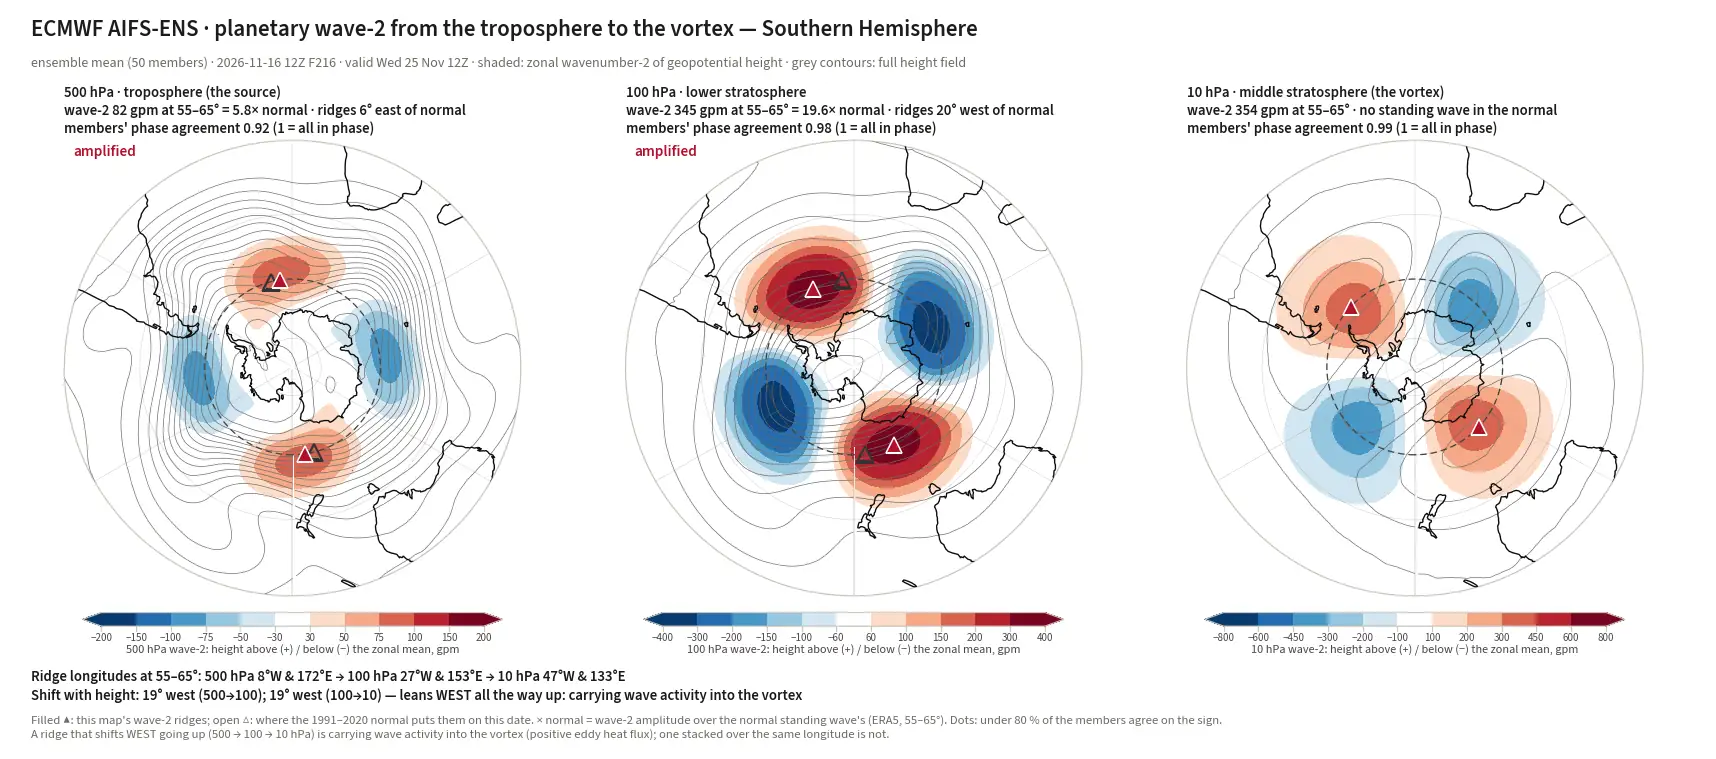 ECMWF AIFS-ENS · planetary wave-2 from the troposphere to the vortex — Southern Hemisphere
ensemble mean (50 members) · 2026-11-16 12Z F216 · valid Wed 25 Nov 12Z · shaded: zonal wavenumber-2 of geopotential height · grey contours: full height field
500 hPa · troposphere (the source)
wave-2 82 gpm at 55–65° = 5.8× normal · ridges 6° east of normal
members' phase agreement 0.92 (1 = all in phase)
amplified
100 hPa · lower stratosphere
wave-2 345 gpm at 55–65° = 19.6× normal · ridges 20° west of normal
members' phase agreement 0.98 (1 = all in phase)
amplified
10 hPa · middle stratosphere (the vortex)
wave-2 354 gpm at 55–65° · no standing wave in the normal
members' phase agreement 0.99 (1 = all in phase)
−200 −150 −100 −75 −50 −30 30 50 75 100 150 200
500 hPa wave-2: height above (+) / below (−) the zonal mean, gpm
−400 −300 −200 −150 −100 −60 60 100 150 200 300 400
100 hPa wave-2: height above (+) / below (−) the zonal mean, gpm
−800 −600 −450 −300 −200 −100 100 200 300 450 600 800
10 hPa wave-2: height above (+) / below (−) the zonal mean, gpm
Ridge longitudes at 55–65°: 500 hPa 8°W & 172°E → 100 hPa 27°W & 153°E → 10 hPa 47°W & 133°E
Shift with height: 19° west (500→100); 19° west (100→10) — leans WEST all the way up: carrying wave activity into the vortex
Filled ▲: this map's wave-2 ridges; open △: where the 1991–2020 normal puts them on this date. × normal = wave-2 amplitude over the normal standing wave's (ERA5, 55–65°). Dots: under 80 % of the members agree on the sign.
A ridge that shifts WEST going up (500 → 100 → 10 hPa) is carrying wave activity into the vortex (positive eddy heat flux); one stacked over the same longitude is not.